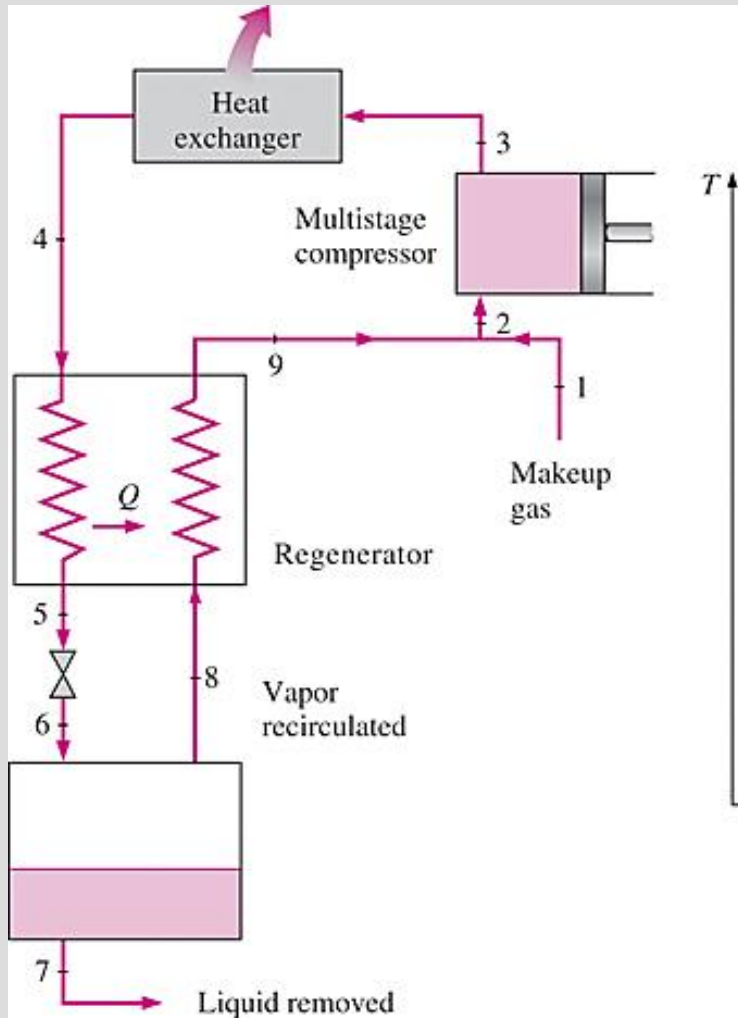 Heat
exchanger
3
T
4
Multistage
compressor
2
9
1
Makeup
gas
Q
Regenerator
5
8
Vapor
recirculated
6
7
Liquid removed